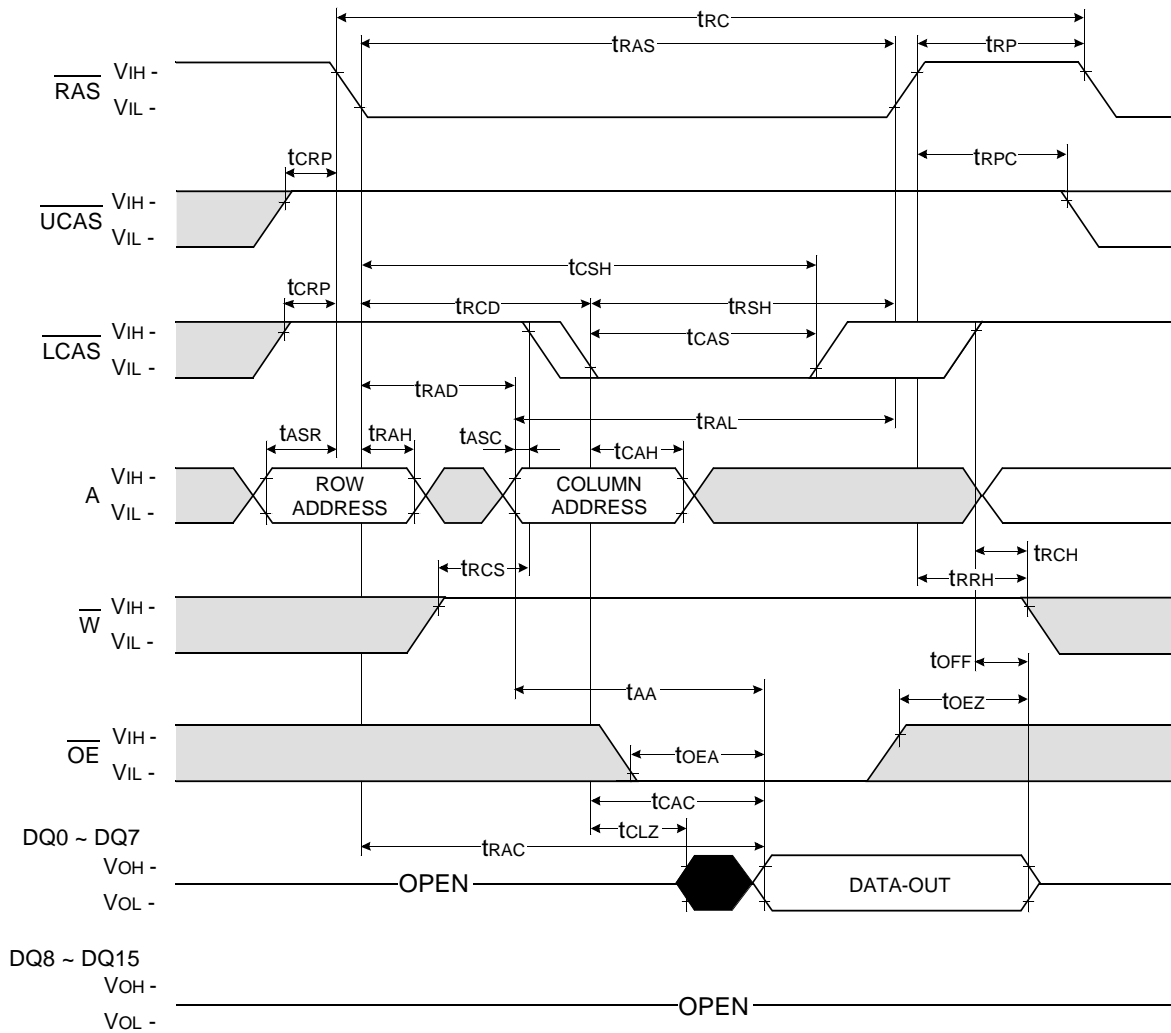 tRC
tRAS tRP
RAS VIH -
VIL -
tCRP tRPC
UCAS VIH -
VIL -
tCSH
tCRP tRCD tRSH
LCAS VIH -
tCAS
VIL -
tRAD
tRAL
tASR tRAH tASC tCAH
A VIH -
VIL -
ROW
ADDRESS
COLUMN
ADDRESS
tRCS tRCH
tRRH
W VIH -
VIL -
tOFF
tAA tOEZ
OE VIH -
VIL -
tOEA
tCAC
tCLZ
tRAC
DQ0 ~ DQ7
VOH -
VOL -
OPEN DATA-OUT
DQ8 ~ DQ15
VOH -
VOL -
OPEN